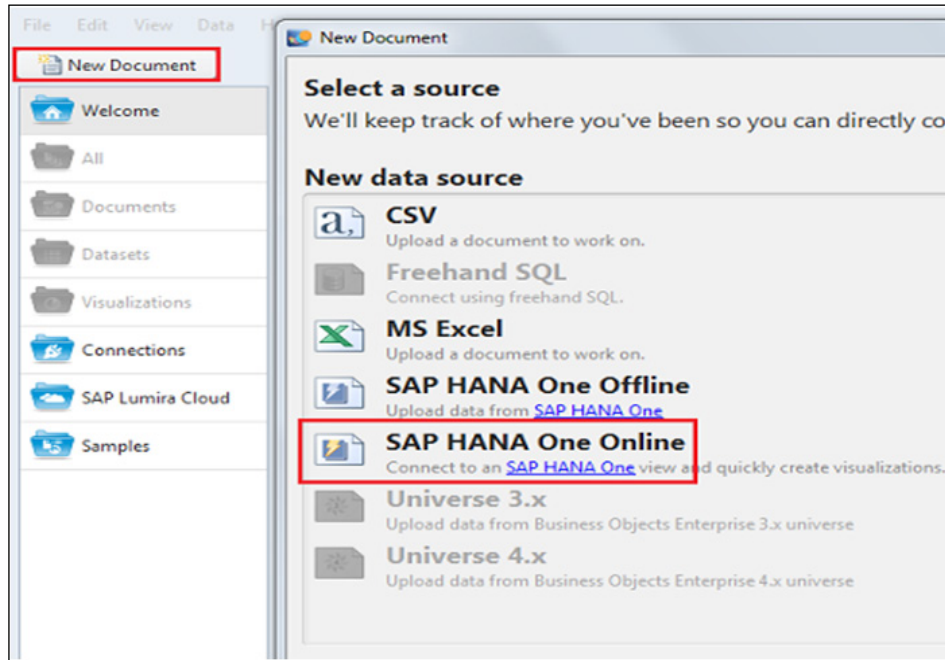 File Edit View Data H
New Document
Welcome
All
Documents
Datasets
Visualizations
Connections
SAP Lumira Cloud
Samples
New Document
Select a source
We'll keep track of where you've been so you can directly co
New data source
CSV
Upload a document to work on.
Freehand SQL
Connect using freehand SQL.
MS Excel
Upload a document to work on.
SAP HANA One Offline
Upload data from SAP HANA One
SAP HANA One Online
Connect to an SAP HANA One view and quickly create visualizations.
Universe 3.x
Upload data from Business Objects Enterprise 3.x universe
Universe 4.x
Upload data from Business Objects Enterprise 4.x universe